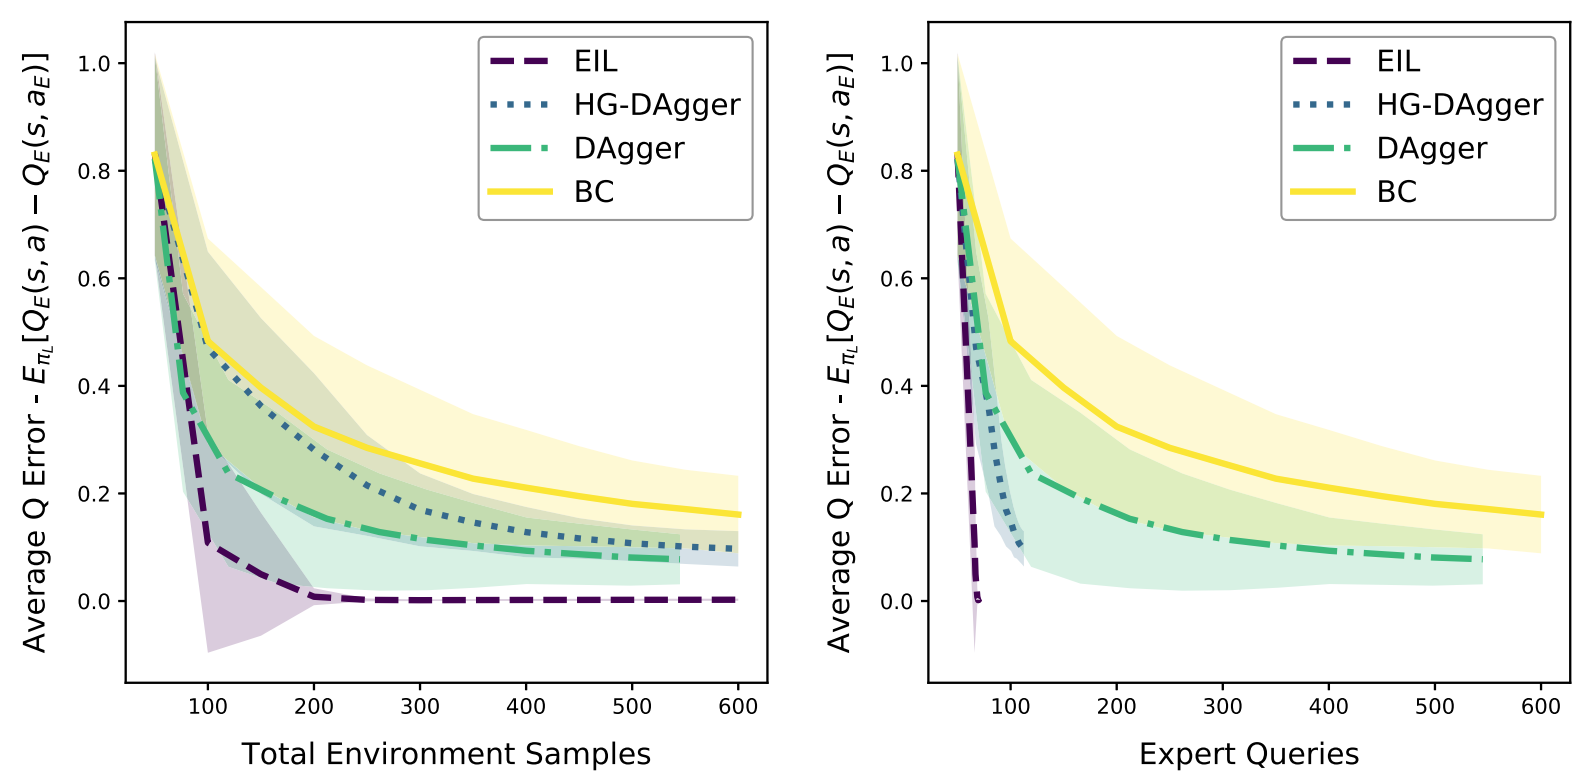 Average Q Error - E_{π_L}[Q_E(s, a) − Q_E(s, a_E)]
1.0
0.8
0.6
0.4
0.2
0.0
EIL
HG-DAgger
DAgger
BC
100 200 300 400 500 600
Total Environment Samples
Average Q Error - E_{π_L}[Q_E(s, a) − Q_E(s, a_E)]
1.0
0.8
0.6
0.4
0.2
0.0
EIL
HG-DAgger
DAgger
BC
100 200 300 400 500 600
Expert Queries